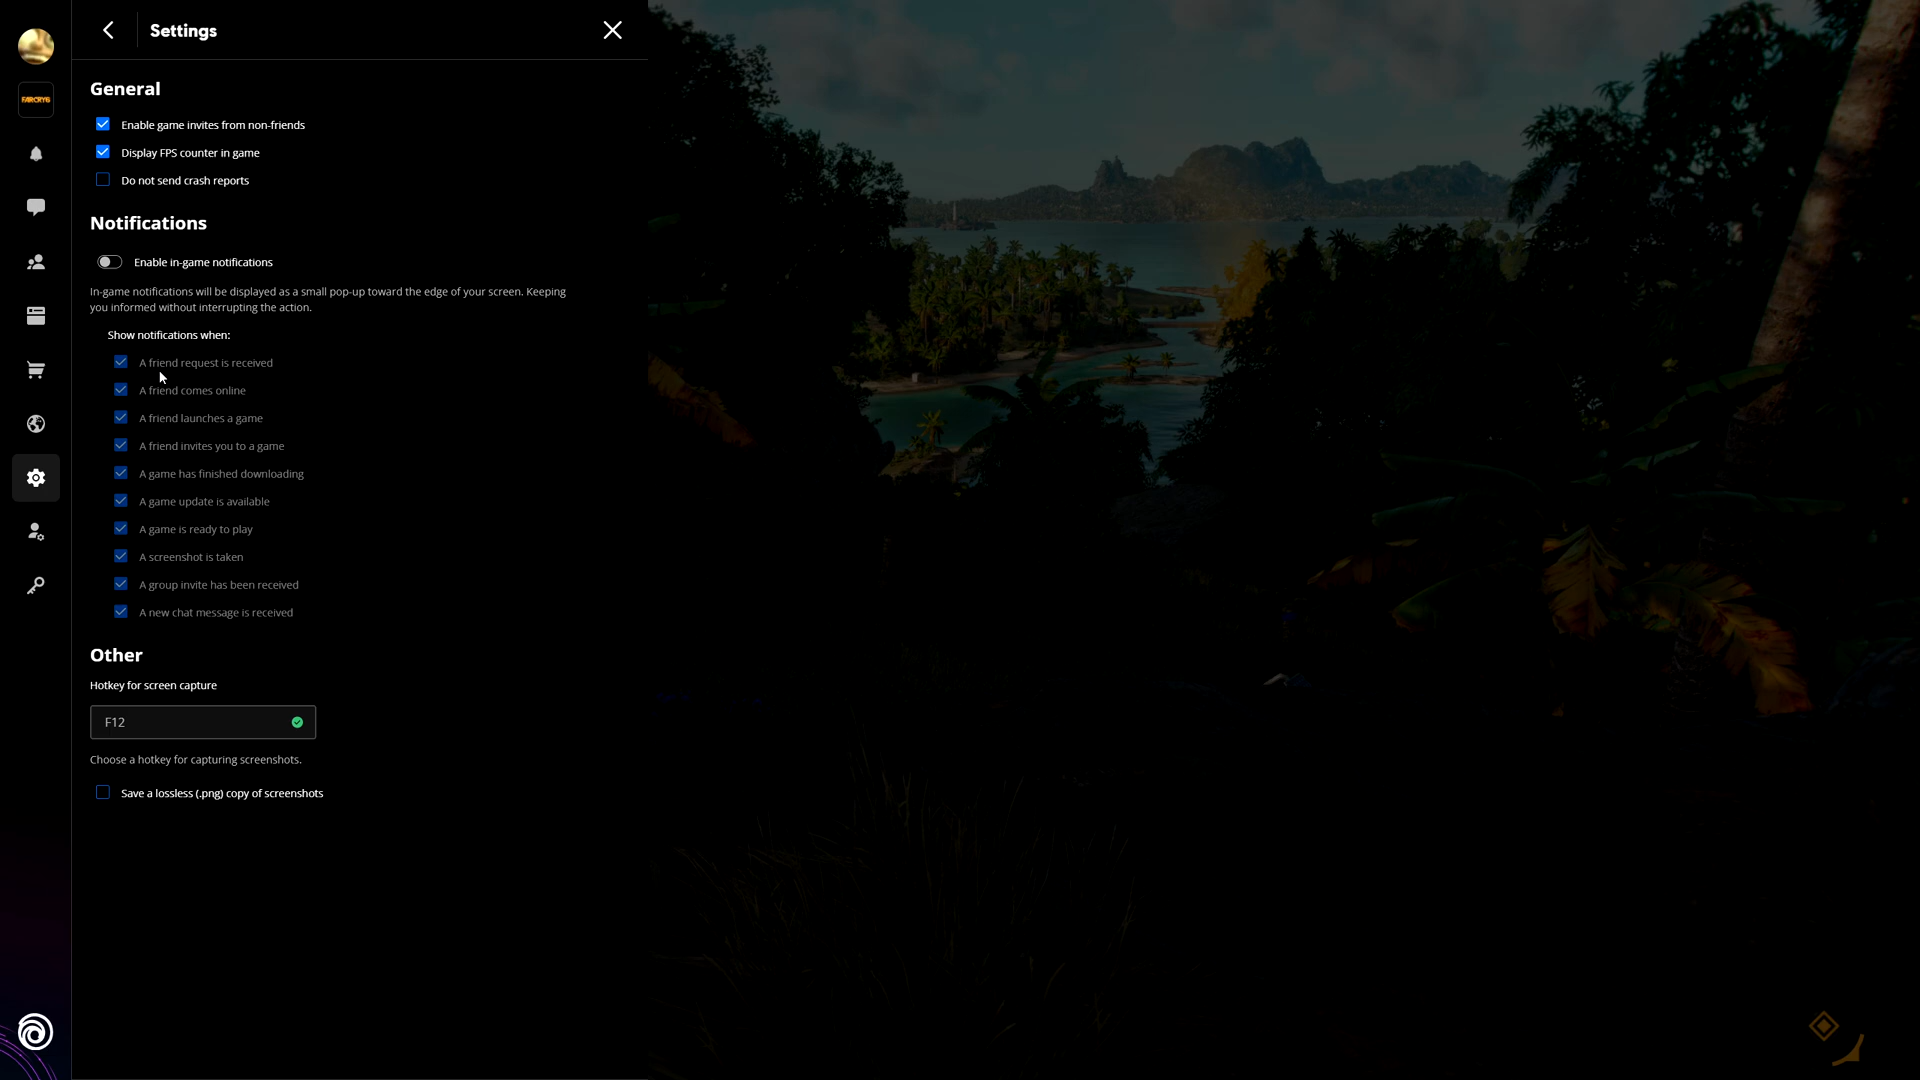 Settings
FARCRY6
General
Enable game invites from non-friends
Display FPS counter in game
Do not send crash reports
Notifications
Enable in-game notifications
In-game notifications will be displayed as a small pop-up toward the edge of your screen. Keeping
you informed without interrupting the action.
Show notifications when:
A friend request is received
A friend comes online
A friend launches a game
A friend invites you to a game
A game has finished downloading
A game update is available
A game is ready to play
A screenshot is taken
A group invite has been received
A new chat message is received
Other
Hotkey for screen capture
F12
Choose a hotkey for capturing screenshots.
Save a lossless (.png) copy of screenshots